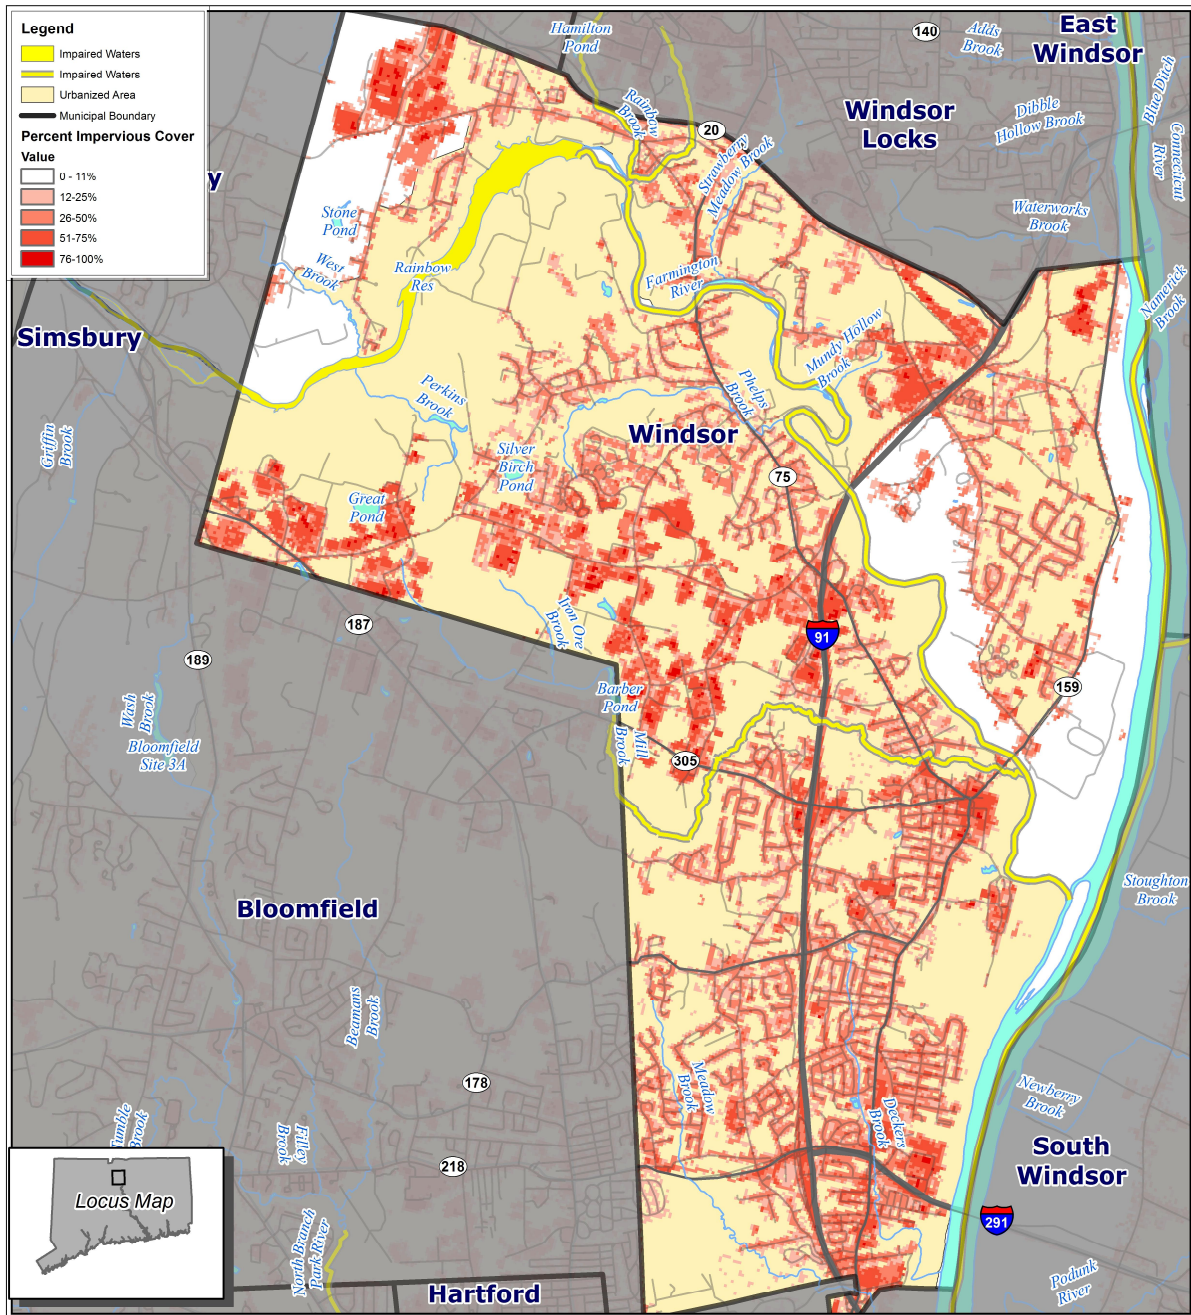 Legend
Impaired Waters
Impaired Waters
Urbanized Area
Municipal Boundary
Percent Impervious Cover
Value
0 - 11%
12-25%
26-50%
51-75%
76-100%
y
Hamilton
Pond
140
Adds
Brook
East
Windsor
Blue Ditch
Connecticut
River
Windsor
Locks
Dibble
Hollow Brook
Rainbow
Brook
20
Strawberry
Meadow Brook
Waterworks
Brook
Stone
Pond
West
Brook
Rainbow
Res
Farmington
River
Namerick
Brook
Simsbury
Mundy Hollow
Brook
Perkins
Brook
Phelps
Brook
Griffin
Brook
Windsor
Silver
Birch
Pond
75
Great
Pond
187
Iron Ore
Brook
91
189
159
Wash
Brook
Barber
Pond
Mill
Brook
Bloomfield
Site 3A
305
Stoughton
Brook
Bloomfield
Beamans
Brook
178
Meadow
Brook
Newberry
Brook
Deckers
Brook
Tumble
Brook
Filley
Brook
218
South
Windsor
Locus Map
291
North Branch
Park River
Podunk
River
Hartford